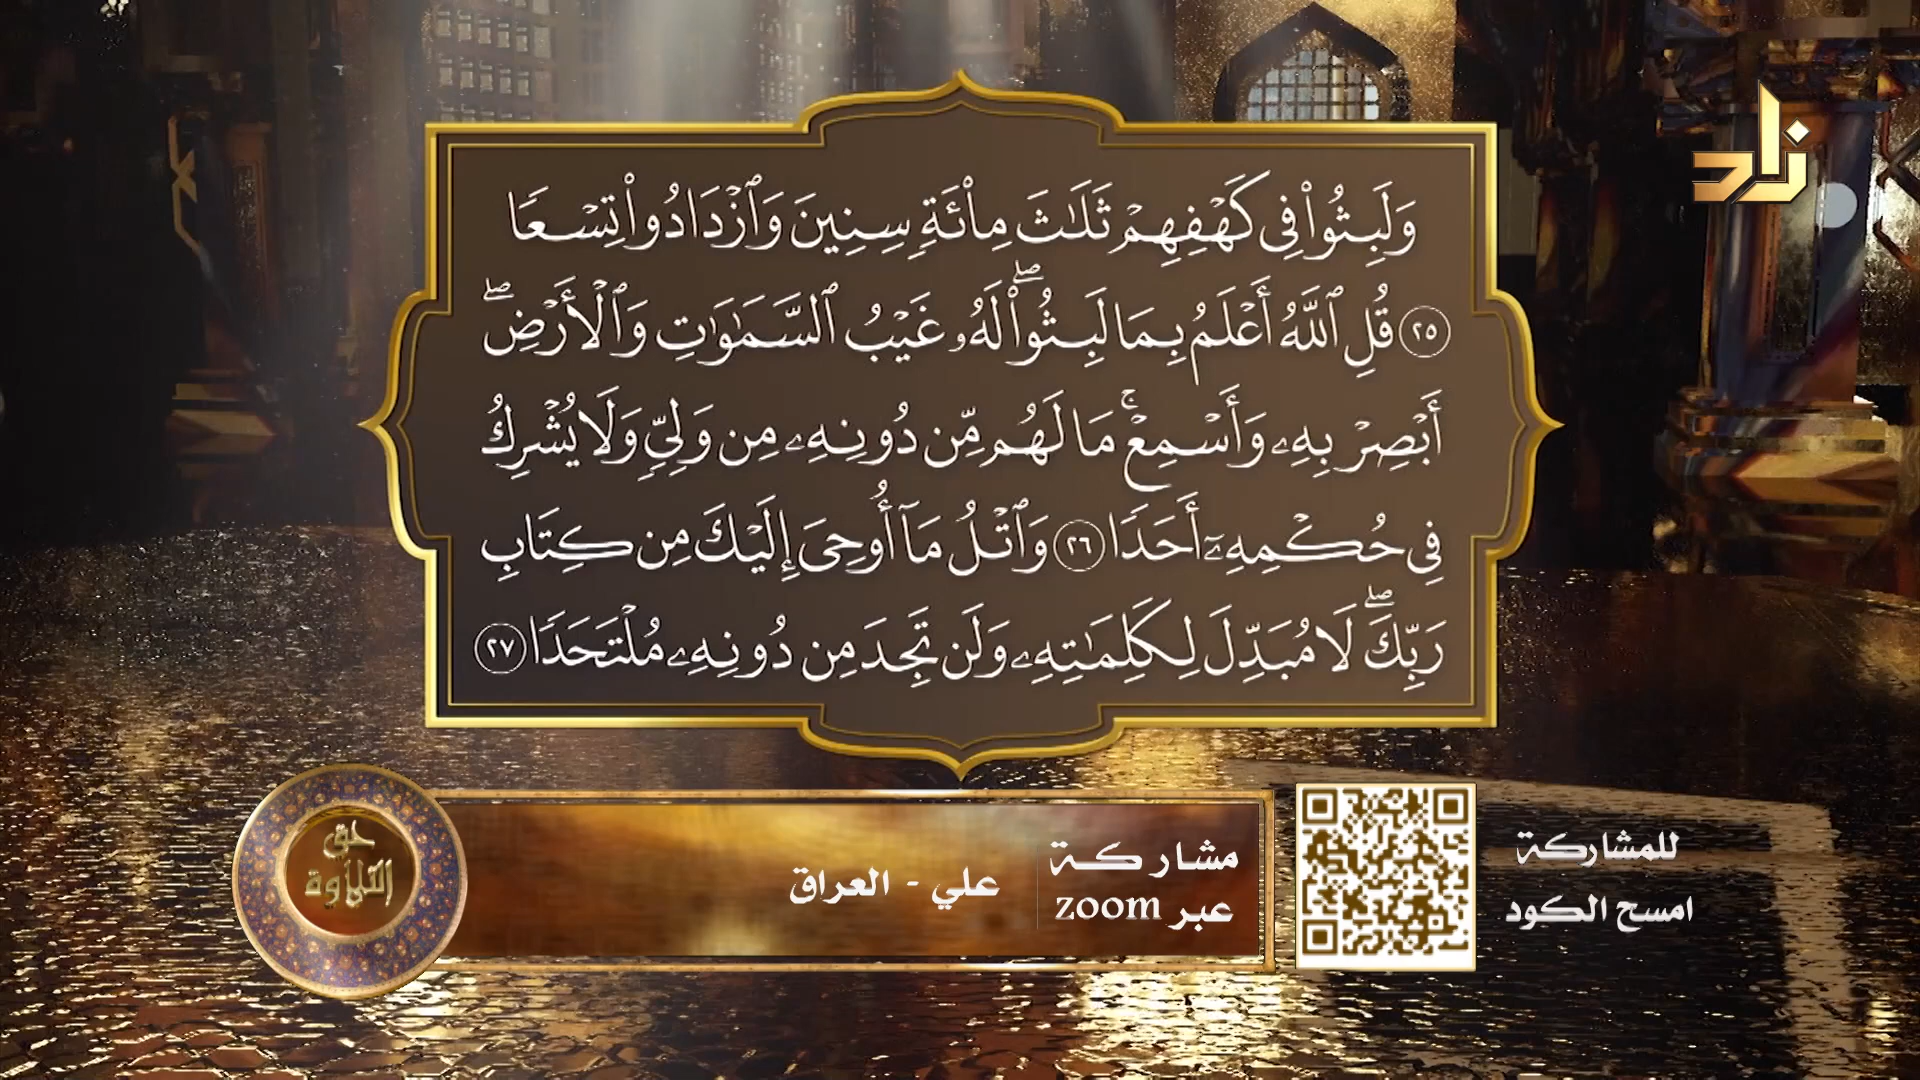 زاد
وَلَبِثُوا۟ فِى كَهْفِهِمْ ثَلَٰثَ مِا۟ئَةٍ سِنِينَ وَٱزْدَادُوا۟ تِسْعًا
٢٥ قُلِ ٱللَّهُ أَعْلَمُ بِمَا لَبِثُوا۟ۖ لَهُۥ غَيْبُ ٱلسَّمَٰوَٰتِ وَٱلْأَرْضِۖ
أَبْصِرْ بِهِۦ وَأَسْمِعْۚ مَا لَهُم مِّن دُونِهِۦ مِن وَلِىٍّ وَلَا يُشْرِكُ
فِى حُكْمِهِۦٓ أَحَدًا ٢٦ وَٱتْلُ مَآ أُوحِىَ إِلَيْكَ مِن كِتَابِ
رَبِّكَۖ لَا مُبَدِّلَ لِكَلِمَٰتِهِۦ وَلَن تَجِدَ مِن دُونِهِۦ مُلْتَحَدًا ٢٧
للمشاركة
امسح الكود
مشاركة
عبر zoom
علي - العراق
حق
التلاوة